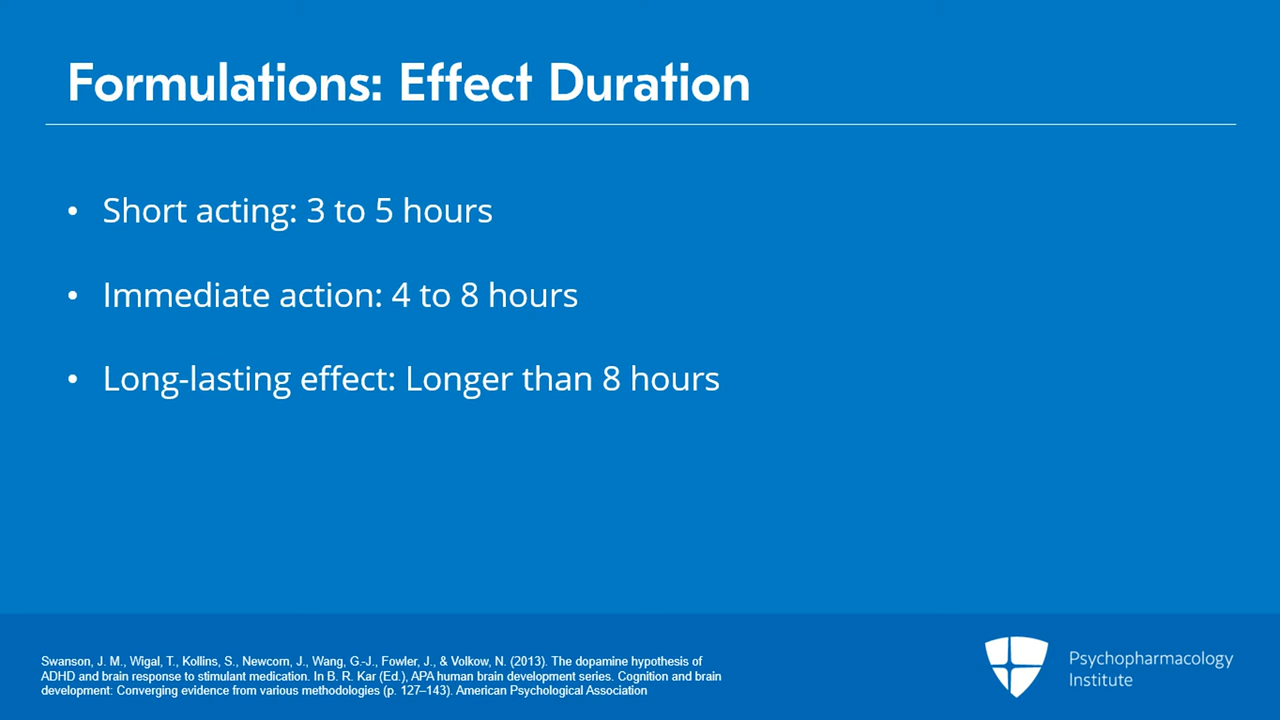 Formulations: Effect Duration
• Short acting: 3 to 5 hours
• Immediate action: 4 to 8 hours
• Long-lasting effect: Longer than 8 hours
Swanson, J. M., Wigal, T., Kollins, S., Newcorn, J., Wang, G.-J., Fowler, J., & Volkow, N. (2013). The dopamine hypothesis of
ADHD and brain response to stimulant medication. In B. R. Kar (Ed.), APA human brain development series. Cognition and brain
development: Converging evidence from various methodologies (p. 127–143). American Psychological Association
Psychopharmacology
Institute